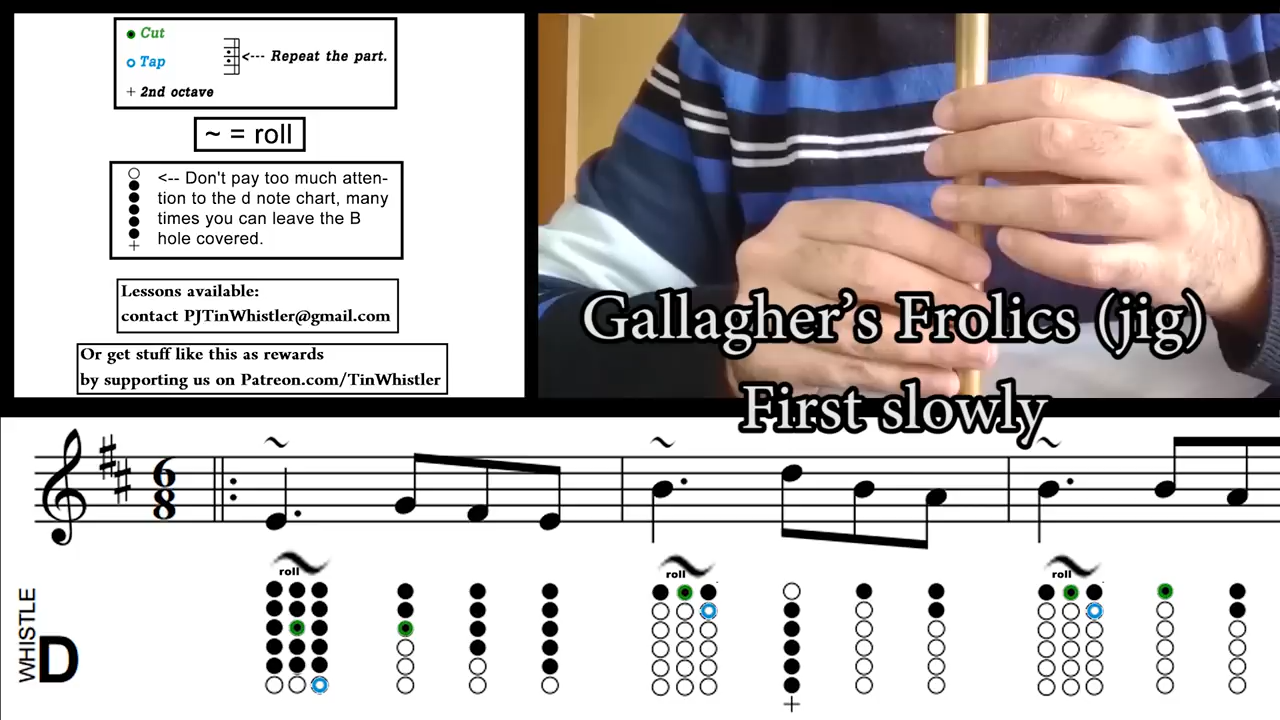 Cut
Tap
<--- Repeat the part.
+ 2nd octave
~ = roll
<-- Don't pay too much atten-
tion to the d note chart, many
times you can leave the B
hole covered.
+
Lessons available:
contact PJTinWhistler@gmail.com
Or get stuff like this as rewards
by supporting us on Patreon.com/TinWhistler
Gallagher's Frolics (jig)
First slowly
~ ~ ~
6
8
roll roll roll
WHISTLE
D
+